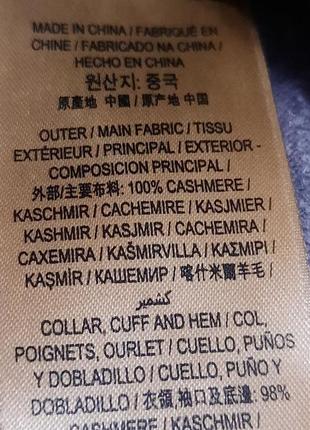 MADE IN CHINA / FABRIQUÉ EN
CHINE / FABRICADO NA CHINA /
HECHO EN CHINA
원산지: 중국
原產地 中國 / 原产地 中国
OUTER / MAIN FABRIC / TISSU
EXTÉRIEUR / PRINCIPAL / EXTERIOR -
COMPOSICION PRINCIPAL /
外部/主要布料: 100% CASHMERE /
KASCHMIR / CACHEMIRE / KASJMIER /
KASHMIR / KASJMIR / CACHEMIRA /
CAXEMIRA / KAŠMIRVILLA / ΚΑΣΜΙΡΙ /
KAŞMİR / КАШЕМИР / 喀什米爾羊毛 /
كشمير
COLLAR, CUFF AND HEM / COL,
POIGNETS, OURLET / CUELLO, PUÑOS
Y DOBLADILLO / CUELLO, PUÑO Y
DOBLADILLO / 衣領, 袖口及底邊: 98%
CASHMERE / KASCHMIR /